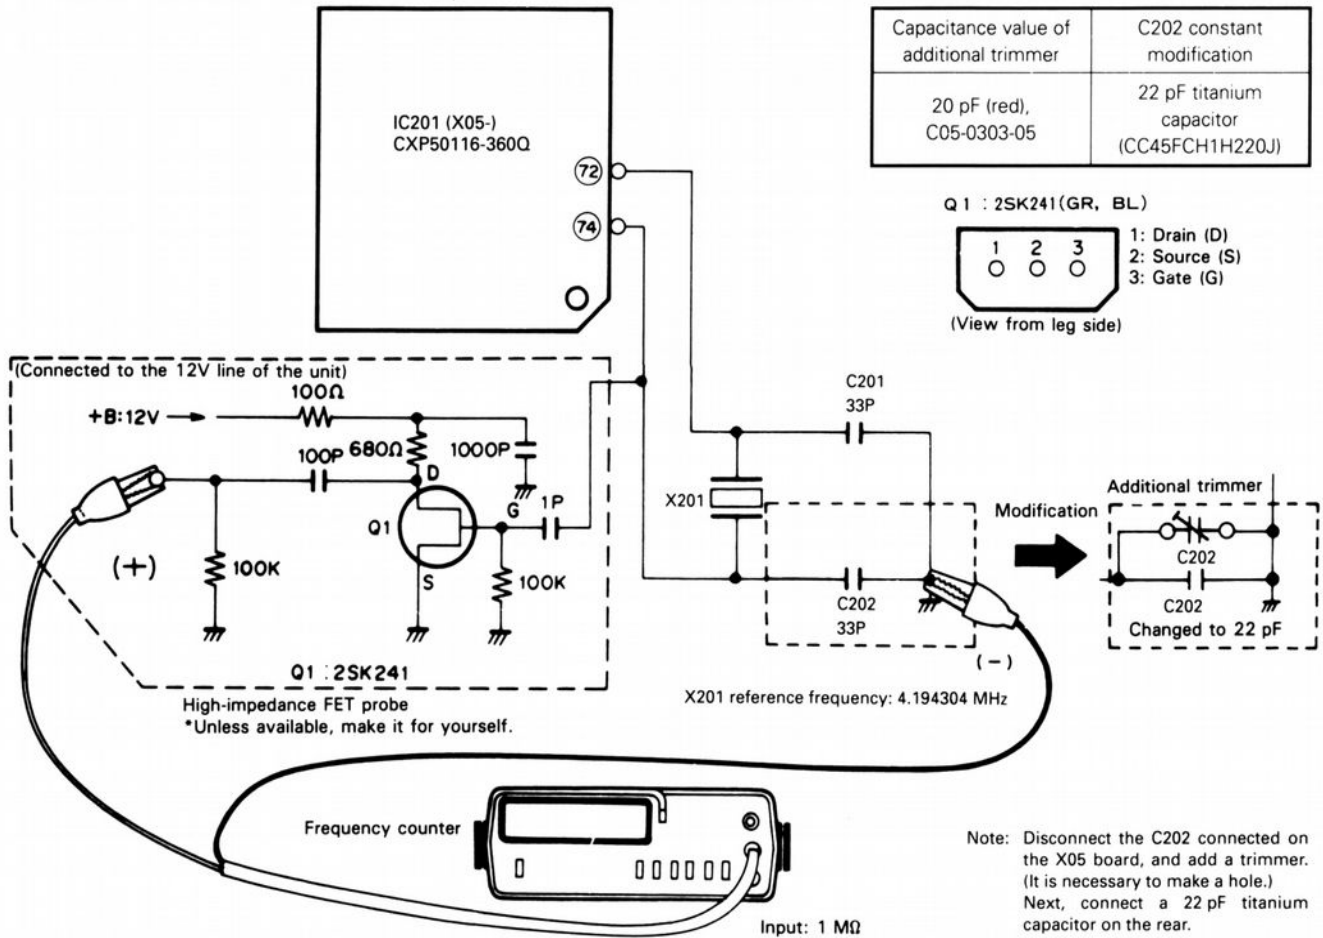 IC201 (X05-)
CXP50116-360Q
72
74
Capacitance value of
additional trimmer
C202 constant
modification
20 pF (red),
C05-0303-05
22 pF titanium
capacitor
(CC45FCH1H220J)
Q1 : 2SK241(GR, BL)
1 2 3
1: Drain (D)
2: Source (S)
3: Gate (G)
(View from leg side)
(Connected to the 12V line of the unit)
+B:12V
100Ω
680Ω
1000P
100P
D
G
1P
Q1
S
(+)
100K
100K
Q1 : 2SK241
High-impedance FET probe
*Unless available, make it for yourself.
C201
33P
X201
C202
33P
(-)
X201 reference frequency: 4.194304 MHz
Modification
Additional trimmer
C202
C202
Changed to 22 pF
Frequency counter
Input: 1 MΩ
Note: Disconnect the C202 connected on
the X05 board, and add a trimmer.
(It is necessary to make a hole.)
Next, connect a 22 pF titanium
capacitor on the rear.